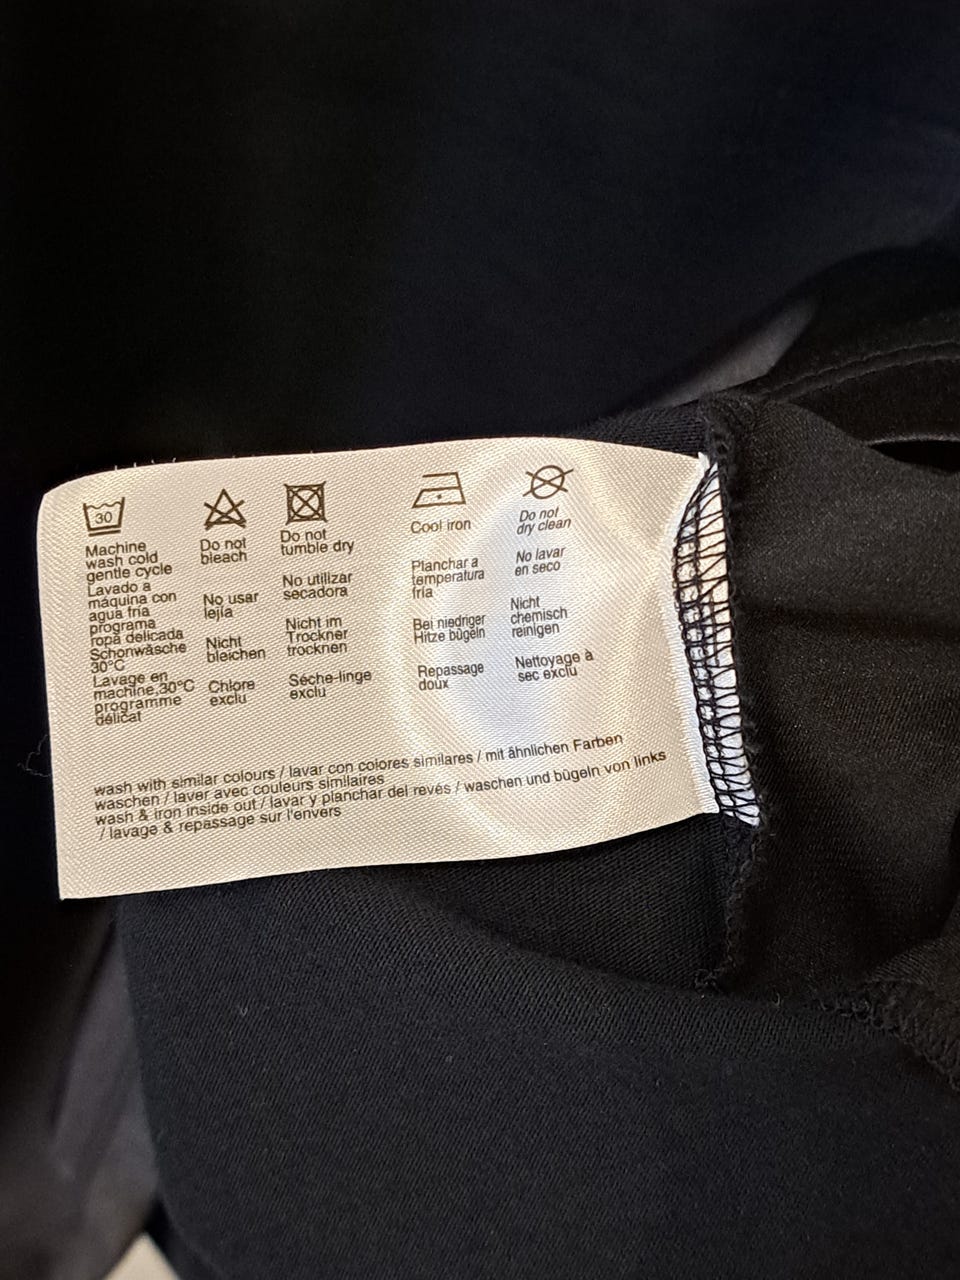 30
Machine
wash cold
gentle cycle
Lavado a
máquina con
agua fria
programa
ropa delicada
Schonwäsche
30°C
Lavage en
machine,30°C
programme
délicat
Do not
bleach
No usar
lejía
Nicht
bleichen
Chlore
exclu
Do not
tumble dry
No utilizar
secadora
Nicht im
Trockner
trocknen
Séche-linge
exclu
Cool iron
Planchar a
temperatura
fría
Bei niedriger
Hitze bügeln
Repassage
doux
Do not
dry clean
No lavar
en seco
Nicht
chemisch
reinigen
Nettoyage à
sec exclu
wash with similar colours / lavar con colores similares / mit ähnlichen Farben
waschen / laver avec couleurs similaires
wash & iron inside out / lavar y planchar del revés / waschen und bügeln von links
/ lavage & repassage sur l'envers